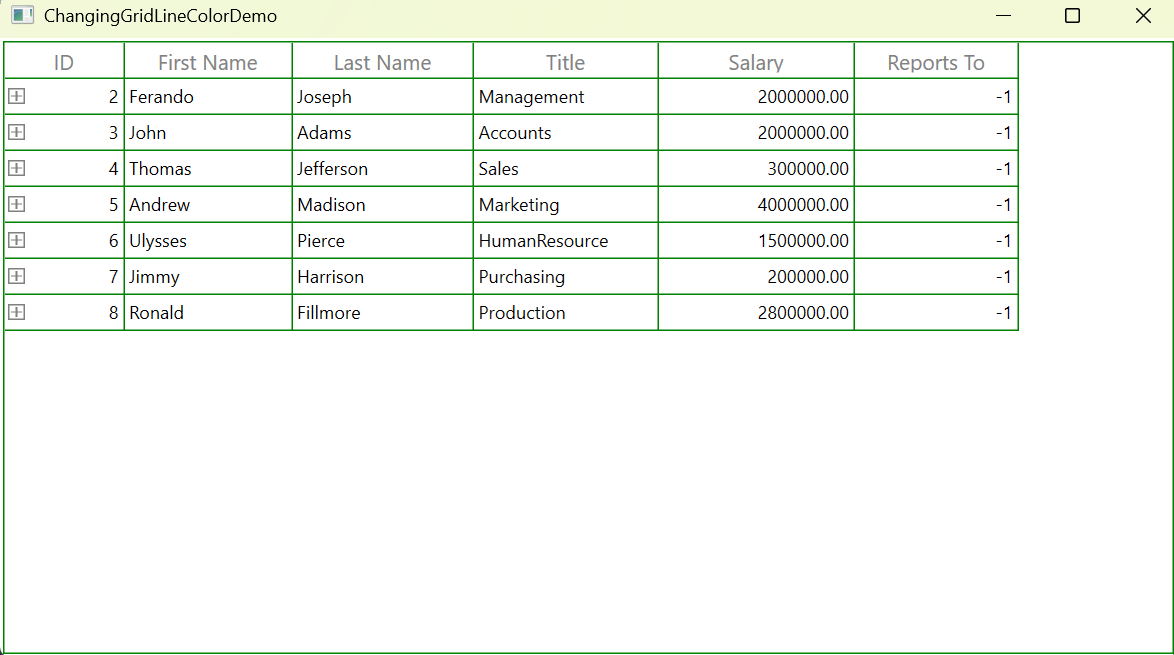 ChangingGridLineColorDemo
ID First Name Last Name Title Salary Reports To
2 Ferando Joseph Management 2000000.00 -1
3 John Adams Accounts 2000000.00 -1
4 Thomas Jefferson Sales 300000.00 -1
5 Andrew Madison Marketing 4000000.00 -1
6 Ulysses Pierce HumanResource 1500000.00 -1
7 Jimmy Harrison Purchasing 200000.00 -1
8 Ronald Fillmore Production 2800000.00 -1